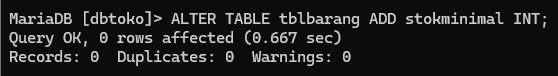 MariaDB [dbtoko]> ALTER TABLE tblbarang ADD stokminimal INT;
Query OK, 0 rows affected (0.667 sec)
Records: 0  Duplicates: 0  Warnings: 0